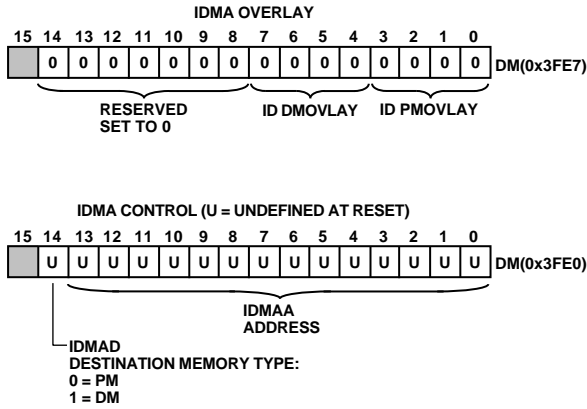 IDMA OVERLAY
15 14 13 12 11 10 9 8 7 6 5 4 3 2 1 0
0 0 0 0 0 0 0 0 0 0 0 0 0 0 0 DM(0x3FE7)
RESERVED SET TO 0 ID DMOVLAY ID PMOVLAY
IDMA CONTROL (U = UNDEFINED AT RESET)
15 14 13 12 11 10 9 8 7 6 5 4 3 2 1 0
U U U U U U U U U U U U U U U DM(0x3FE0)
IDMAA
ADDRESS
IDMAD
DESTINATION MEMORY TYPE:
0 = PM
1 = DM